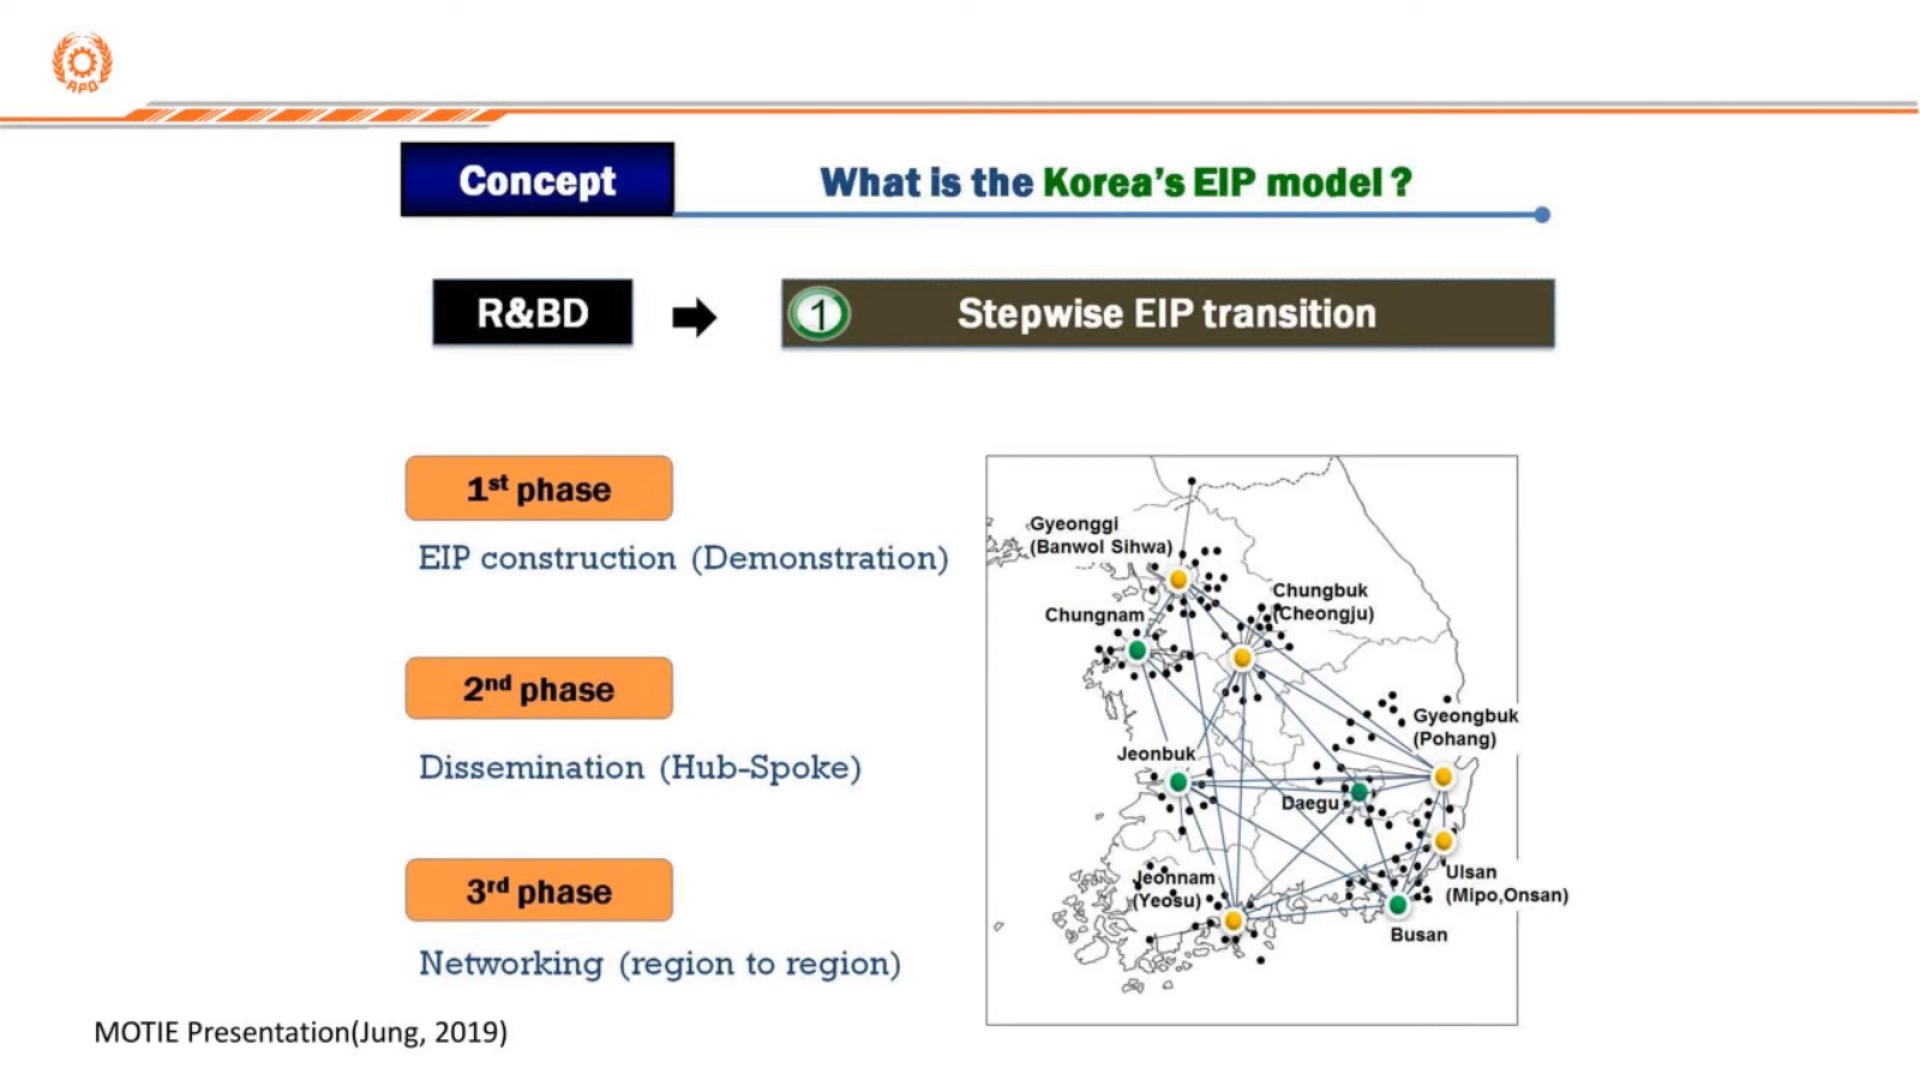 APO
Concept
What is the Korea's EIP model ?
R&BD
1
Stepwise EIP transition
1st phase
EIP construction (Demonstration)
2nd phase
Dissemination (Hub-Spoke)
3rd phase
Networking (region to region)
Gyeonggi
(Banwol Sihwa)
Chungbuk
(Cheongju)
Chungnam
Gyeongbuk
(Pohang)
Jeonbuk
Daegu
Ulsan
(Mipo,Onsan)
Jeonnam
(Yeosu)
Busan
MOTIE Presentation(Jung, 2019)